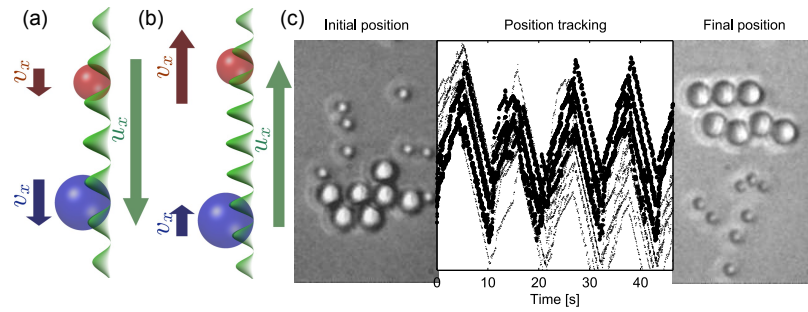 (a)
v_x
v_x
u_x
(b)
v_x
v_x
u_x
(c)
Initial position
Position tracking
Final position
0
10
20
30
40
Time [s]